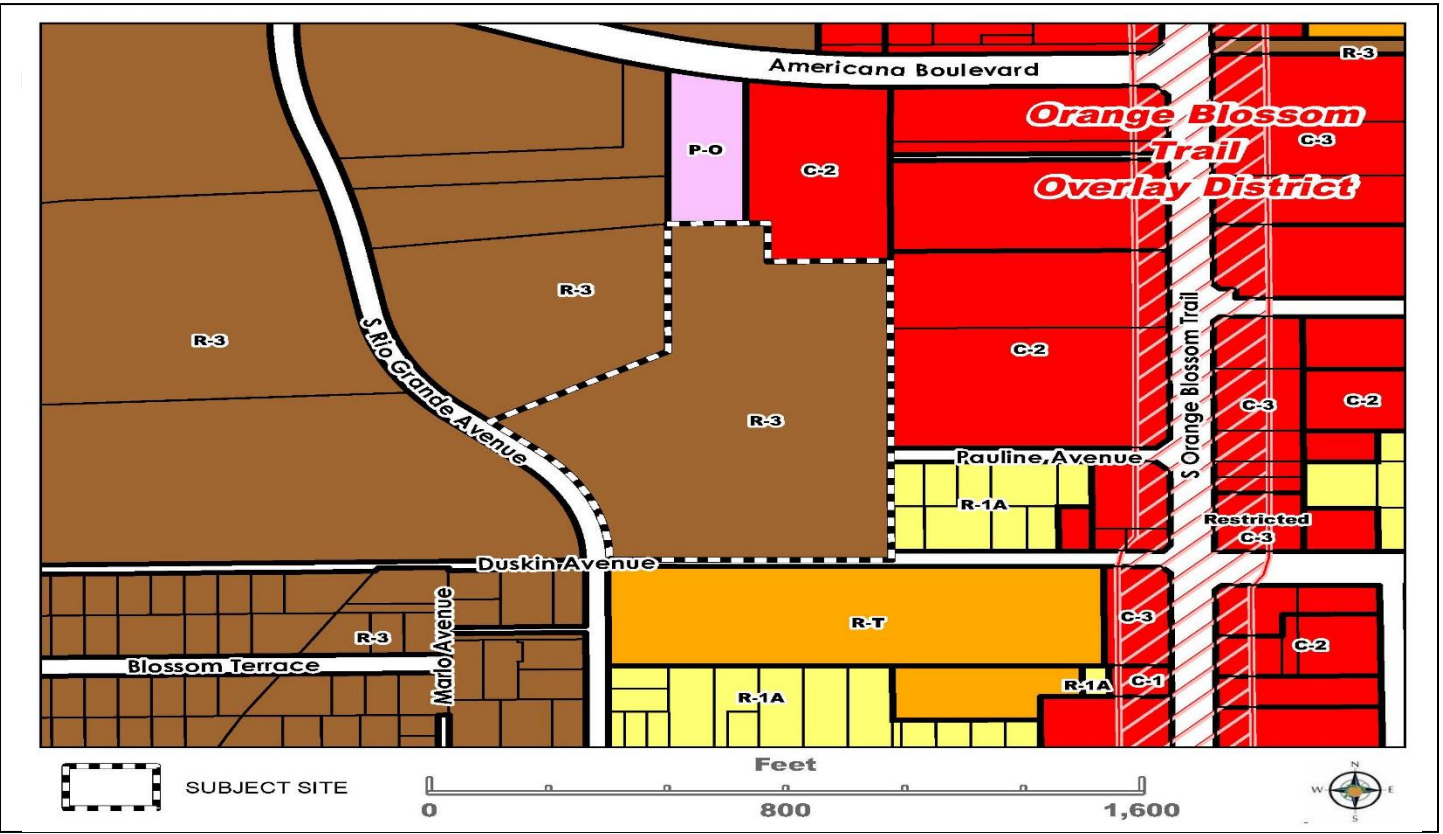 R-3
Americana Boulevard
Orange Blossom
Trail
Overlay District
C-3
P-O
C-2
R-3
R-3
S Rio Grande Avenue
R-3
C-2
S Orange Blossom Trail
C-3
C-2
Pauline Avenue
R-1A
Restricted
C-3
Duskin Avenue
R-T
C-3
C-2
R-3
Marlo Avenue
Blossom Terrace
R-1A
R-1A
C-1
SUBJECT SITE
Feet
0
800
1,600
N
W
E
S